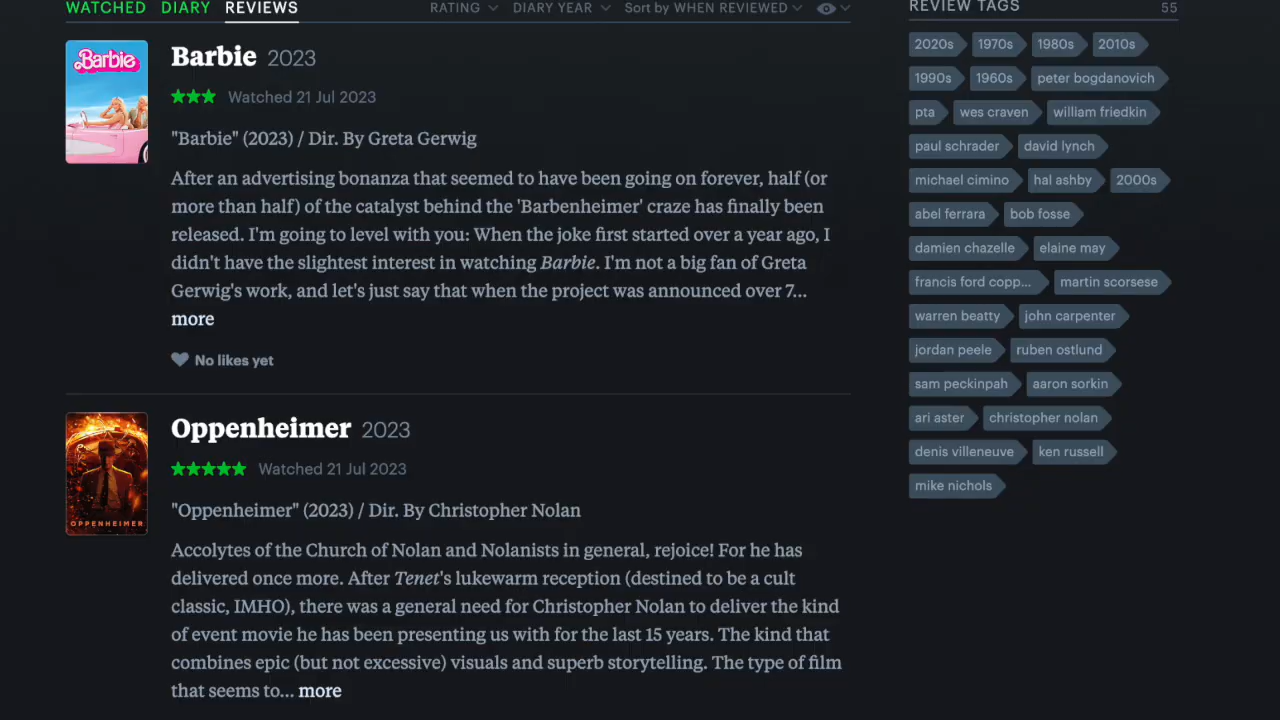 WATCHED DIARY REVIEWS RATING DIARY YEAR Sort by WHEN REVIEWED
Barbie
Barbie 2023
Watched 21 Jul 2023
"Barbie" (2023) / Dir. By Greta Gerwig
After an advertising bonanza that seemed to have been going on forever, half (or
more than half) of the catalyst behind the 'Barbenheimer' craze has finally been
released. I'm going to level with you: When the joke first started over a year ago, I
didn't have the slightest interest in watching Barbie. I'm not a big fan of Greta
Gerwig's work, and let's just say that when the project was announced over 7...
more
No likes yet
OPPENHEIMER
Oppenheimer 2023
Watched 21 Jul 2023
"Oppenheimer" (2023) / Dir. By Christopher Nolan
Accolytes of the Church of Nolan and Nolanists in general, rejoice! For he has
delivered once more. After Tenet's lukewarm reception (destined to be a cult
classic, IMHO), there was a general need for Christopher Nolan to deliver the kind
of event movie he has been presenting us with for the last 15 years. The kind that
combines epic (but not excessive) visuals and superb storytelling. The type of film
that seems to... more
REVIEW TAGS 55
2020s 1970s 1980s 2010s
1990s 1960s peter bogdanovich
pta wes craven william friedkin
paul schrader david lynch
michael cimino hal ashby 2000s
abel ferrara bob fosse
damien chazelle elaine may
francis ford copp... martin scorsese
warren beatty john carpenter
jordan peele ruben ostlund
sam peckinpah aaron sorkin
ari aster christopher nolan
denis villeneuve ken russell
mike nichols